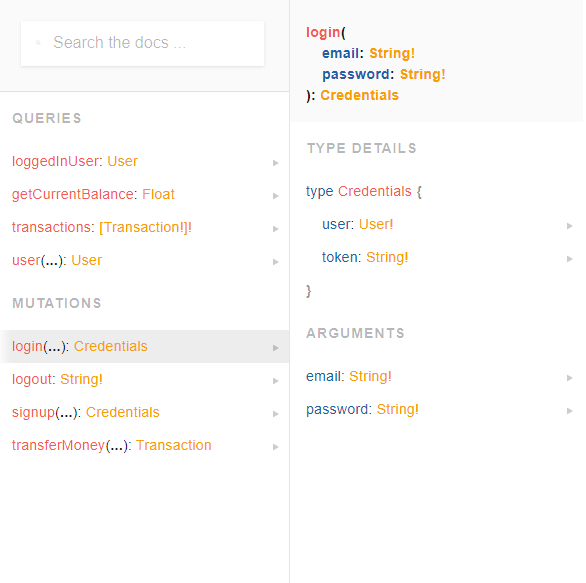 Search the docs ...
QUERIES
loggedInUser: User
getCurrentBalance: Float
transactions: [Transaction!]!
user(...): User
MUTATIONS
login(...): Credentials
logout: String!
signup(...): Credentials
transferMoney(...): Transaction
login(
email: String!
password: String!
): Credentials
TYPE DETAILS
type Credentials {
user: User!
token: String!
}
ARGUMENTS
email: String!
password: String!